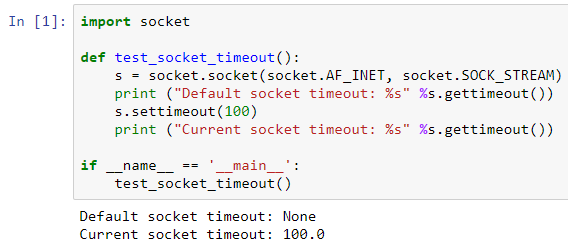 In [1]: import socket

def test_socket_timeout():
    s = socket.socket(socket.AF_INET, socket.SOCK_STREAM)
    print ("Default socket timeout: %s" %s.gettimeout())
    s.settimeout(100)
    print ("Current socket timeout: %s" %s.gettimeout())

if __name__ == '__main__':
    test_socket_timeout()

Default socket timeout: None
Current socket timeout: 100.0